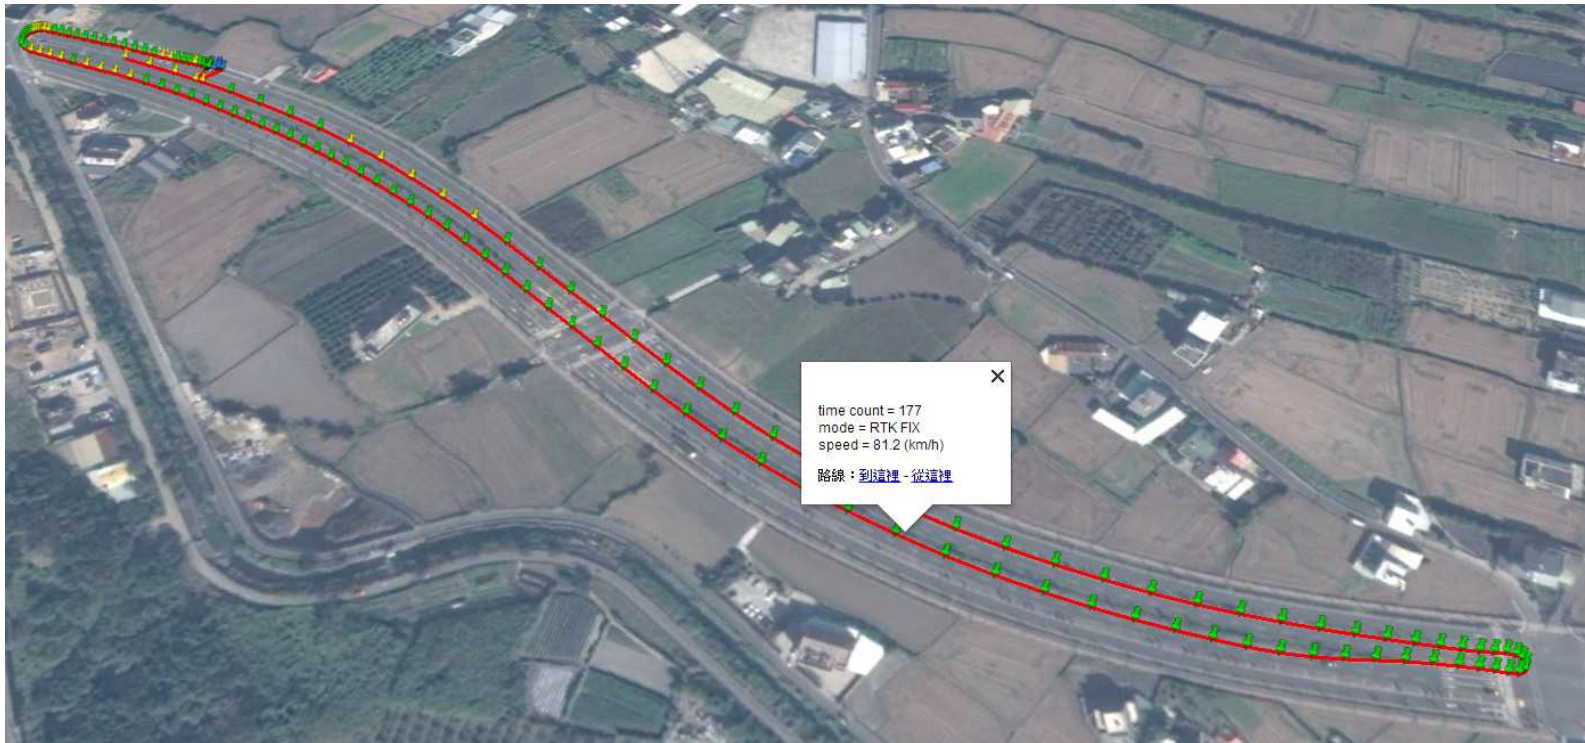 time count = 177
mode = RTK FIX
speed = 81.2 (km/h)
路線：到這裡 - 從這裡